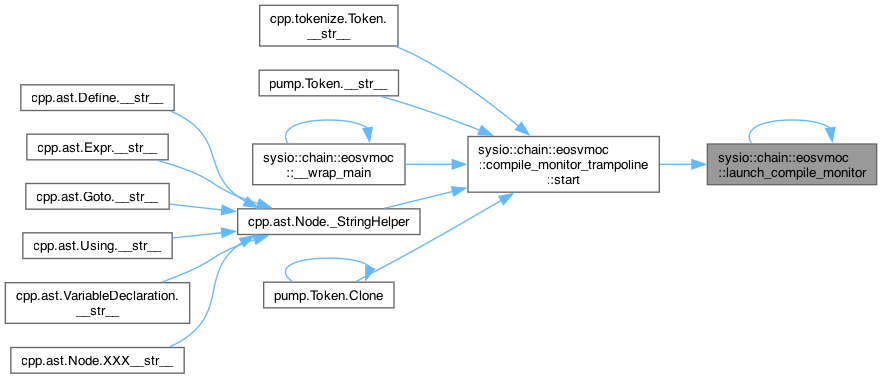 cpp.tokenize.Token.
__str__
pump.Token.__str__
cpp.ast.Define.__str__
cpp.ast.Expr.__str__
sysio::chain::eosvmoc
::__wrap_main
sysio::chain::eosvmoc
::compile_monitor_trampoline
::start
sysio::chain::eosvmoc
::launch_compile_monitor
cpp.ast.Goto.__str__
cpp.ast.Node._StringHelper
cpp.ast.Using.__str__
cpp.ast.VariableDeclaration.
__str__
pump.Token.Clone
cpp.ast.Node.XXX__str__